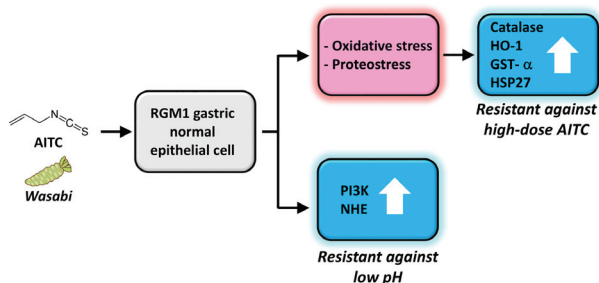 N=C=S
AITC
Wasabi
RGM1 gastric
normal
epithelial cell
- Oxidative stress
- Proteostress
Catalase
HO-1
GST- α
HSP27
Resistant against
high-dose AITC
PI3K
NHE
Resistant against
low pH